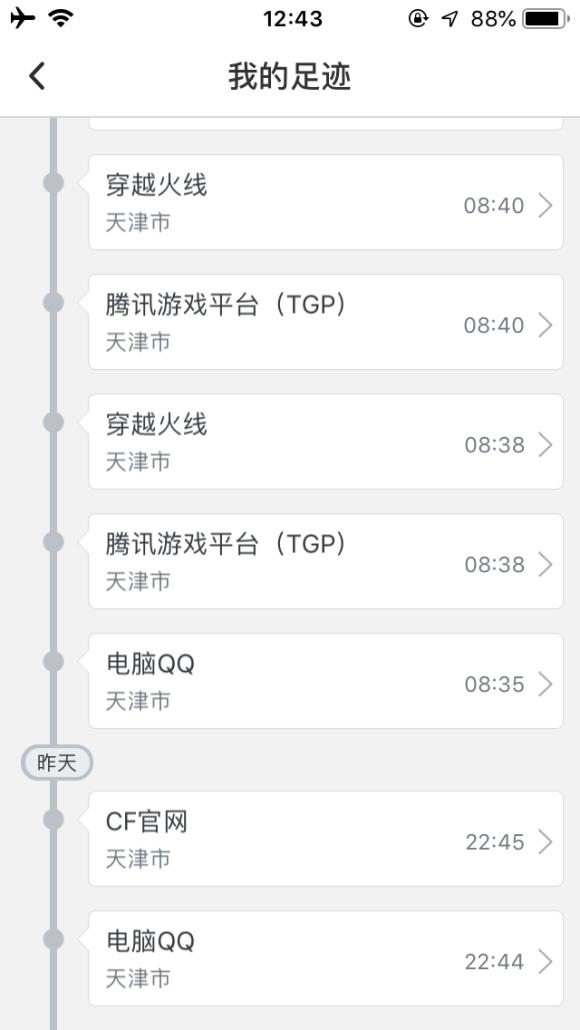 12:43
88%
我的足迹
穿越火线
天津市
08:40
腾讯游戏平台（TGP）
天津市
08:40
穿越火线
天津市
08:38
腾讯游戏平台（TGP）
天津市
08:38
电脑QQ
天津市
08:35
昨天
CF官网
天津市
22:45
电脑QQ
天津市
22:44